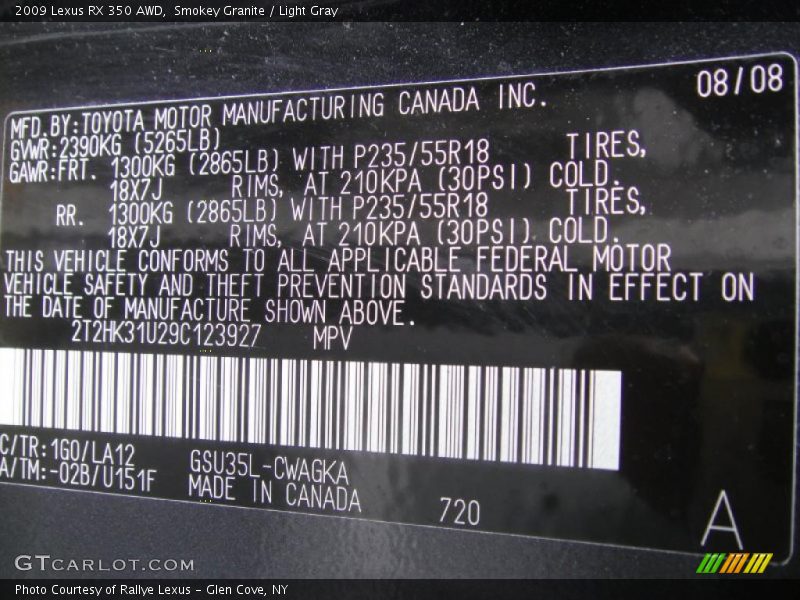 2009 Lexus RX 350 AWD, Smokey Granite / Light Gray
08/08
MFD.BY:TOYOTA MOTOR MANUFACTURING CANADA INC.
GVWR:2390KG (5265LB)
GAWR:FRT. 1300KG (2865LB) WITH P235/55R18 TIRES,
18X7J RIMS, AT 210KPA (30PSI) COLD.
RR. 1300KG (2865LB) WITH P235/55R18 TIRES,
18X7J RIMS, AT 210KPA (30PSI) COLD.
THIS VEHICLE CONFORMS TO ALL APPLICABLE FEDERAL MOTOR
VEHICLE SAFETY AND THEFT PREVENTION STANDARDS IN EFFECT ON
THE DATE OF MANUFACTURE SHOWN ABOVE.
2T2HK31U29C123927 MPV
C/TR:1G0/LA12 GSU35L-CWAGKA
A/TM:-02B/U151F MADE IN CANADA
720
A
GTCARLOT.COM
Photo Courtesy of Rallye Lexus - Glen Cove, NY